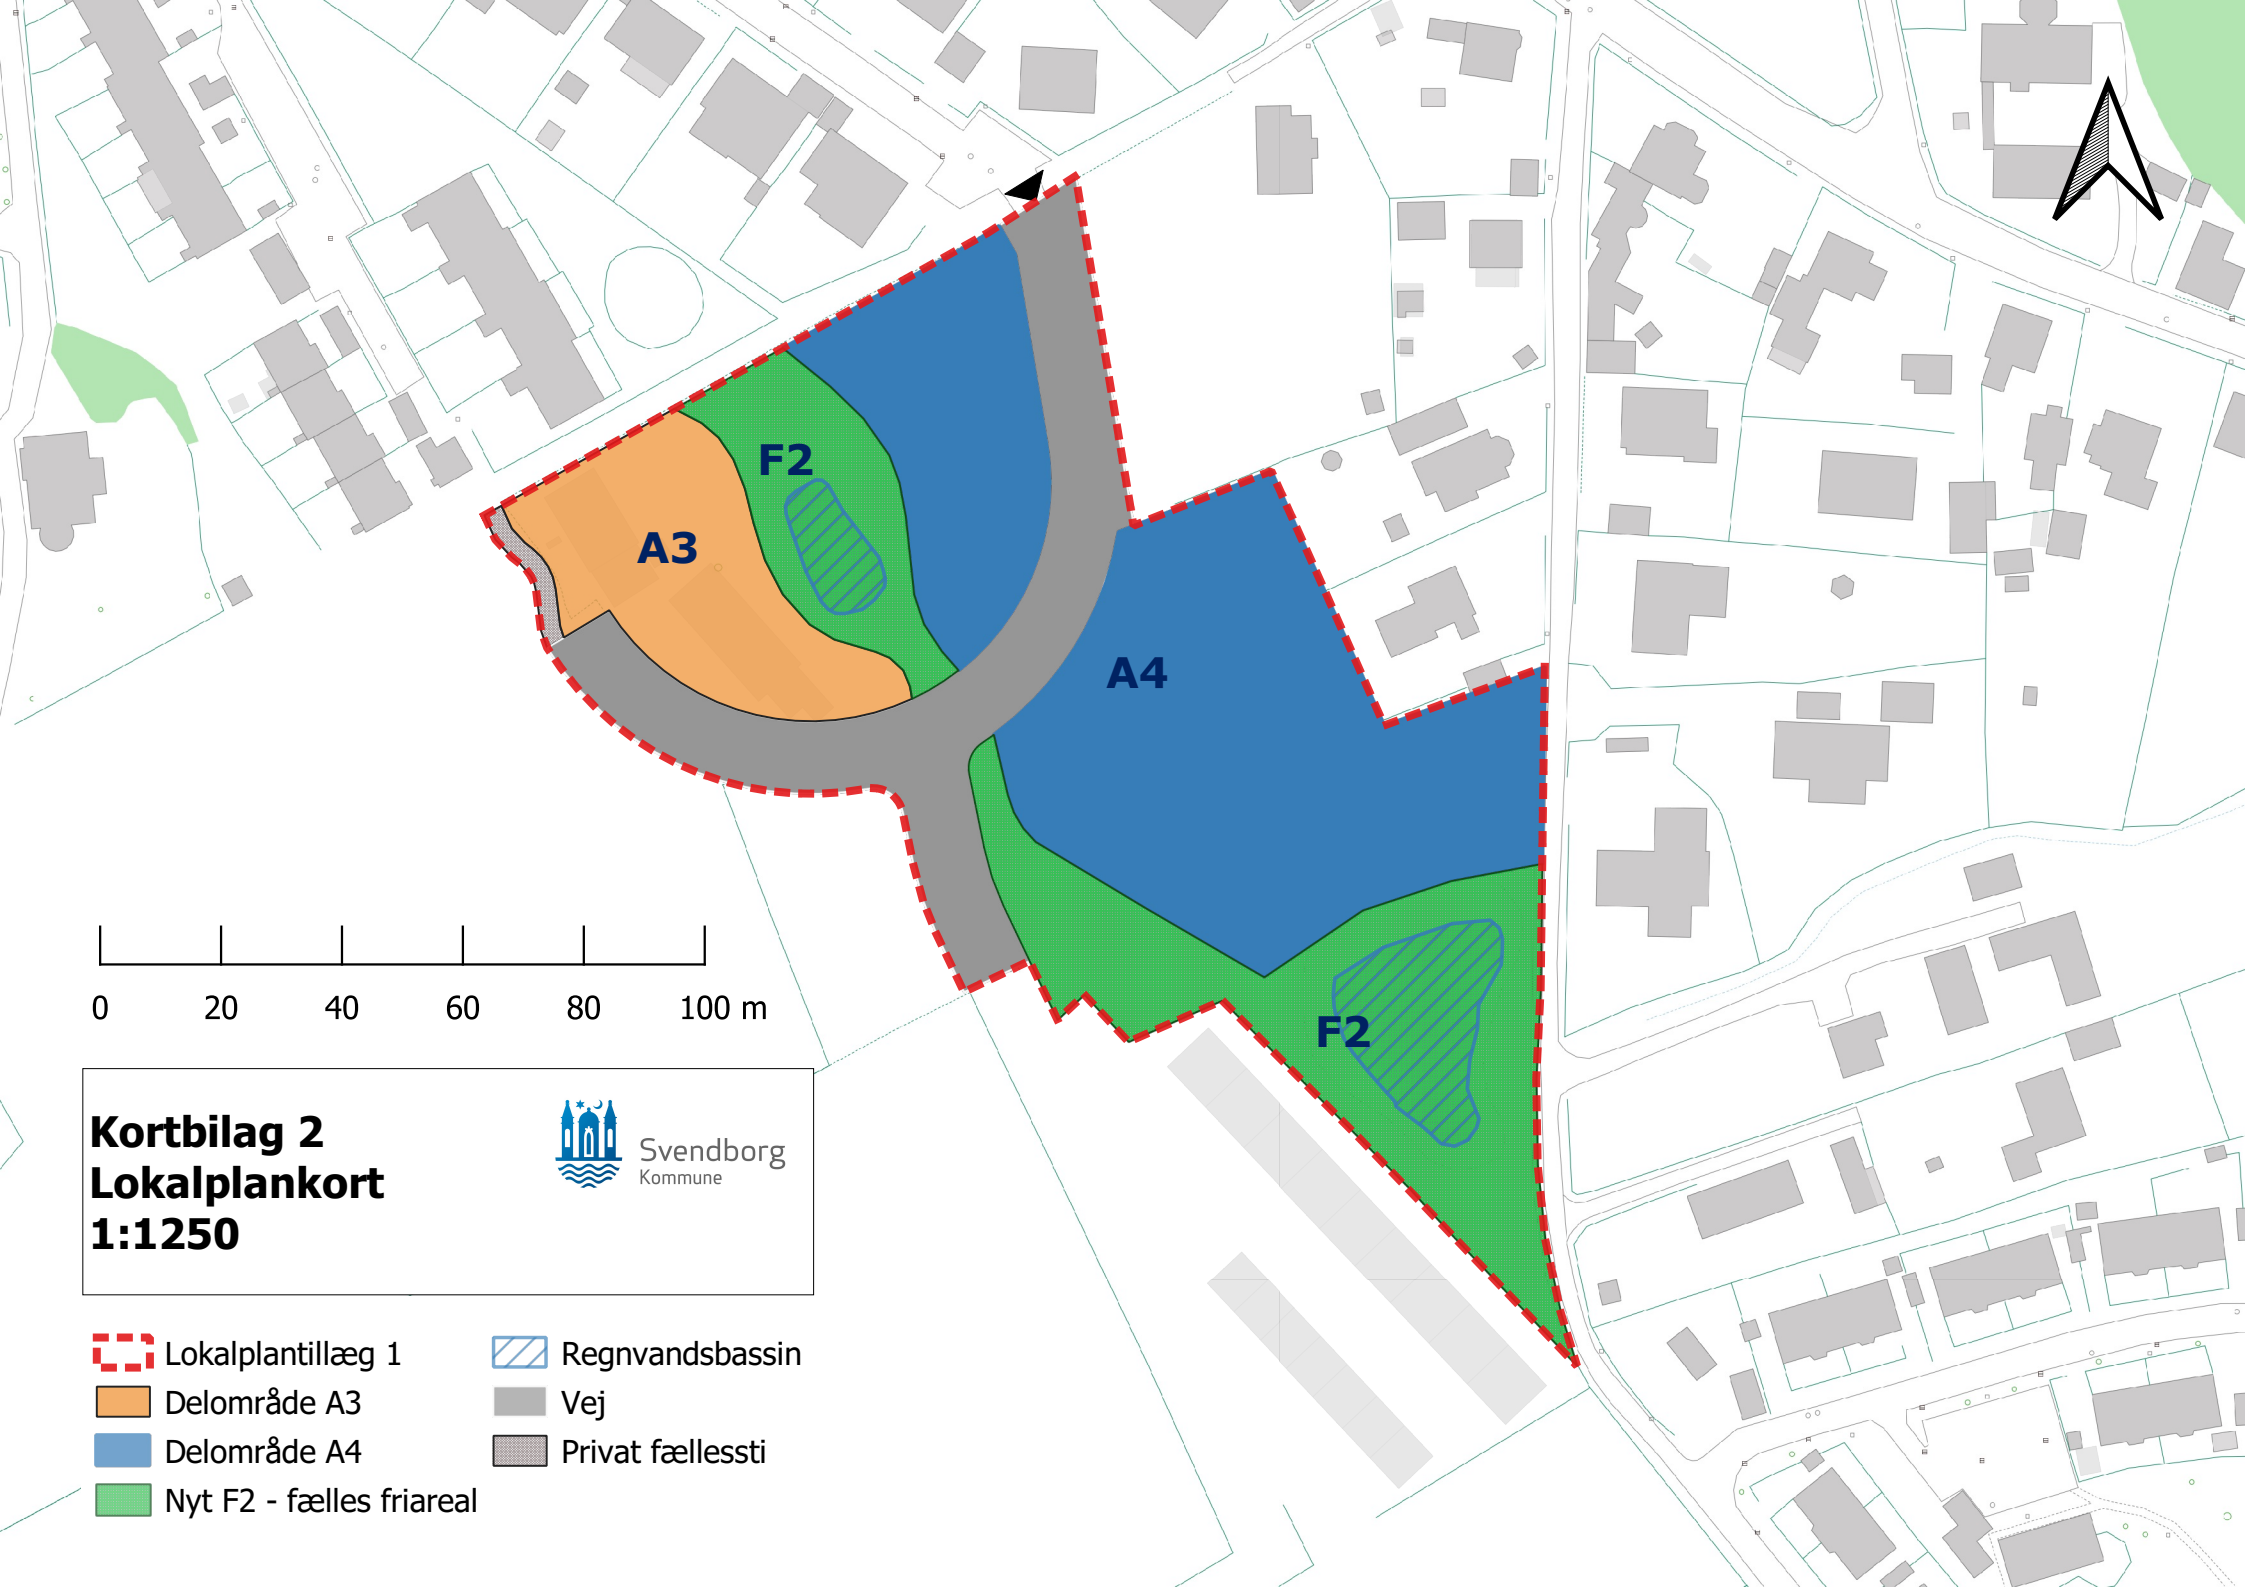 F2
A3
A4
F2
0 20 40 60 80 100 m
Kortbilag 2
Lokalplankort
1:1250
Svendborg
Kommune
Lokalplantillæg 1
Delområde A3
Delområde A4
Nyt F2 - fælles friareal
Regnvandsbassin
Vej
Privat fællessti